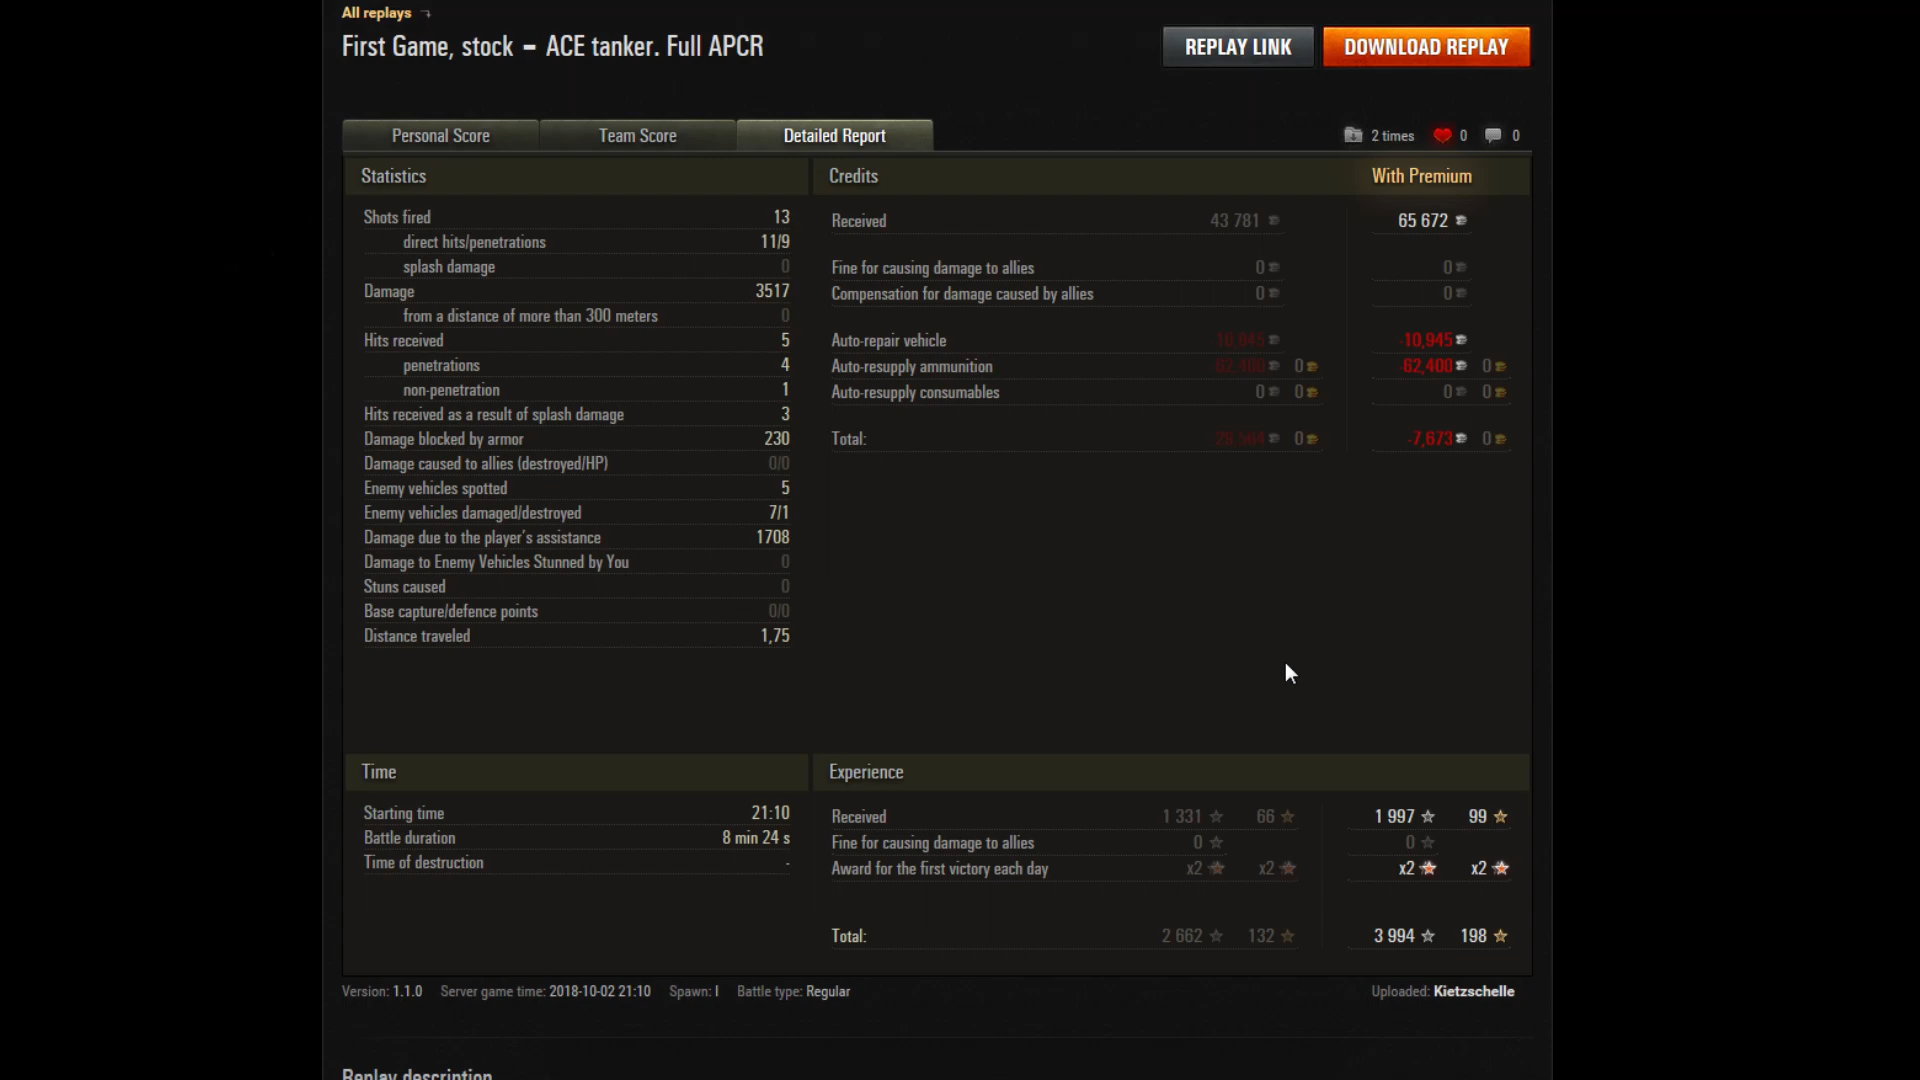 All replays
First Game, stock – ACE tanker. Full APCR
REPLAY LINK
DOWNLOAD REPLAY
Personal Score
Team Score
Detailed Report
2 times 0 0
Statistics
Shots fired 13
direct hits/penetrations 11/9
splash damage 0
Damage 3517
from a distance of more than 300 meters 0
Hits received 5
penetrations 4
non-penetration 1
Hits received as a result of splash damage 3
Damage blocked by armor 230
Damage caused to allies (destroyed/HP) 0/0
Enemy vehicles spotted 5
Enemy vehicles damaged/destroyed 7/1
Damage due to the player's assistance 1708
Damage to Enemy Vehicles Stunned by You 0
Stuns caused 0
Base capture/defence points 0/0
Distance traveled 1,75
Credits With Premium
Received 43 781 65 672
Fine for causing damage to allies 0 0
Compensation for damage caused by allies 0 0
Auto-repair vehicle -10,945 -10,945
Auto-resupply ammunition -62,400 0 -62,400 0
Auto-resupply consumables 0 0 0 0
Total: 0 -7,673 0
Time
Starting time 21:10
Battle duration 8 min 24 s
Time of destruction -
Experience
Received 1 331 66 1 997 99
Fine for causing damage to allies 0 0
Award for the first victory each day x2 x2 x2 x2
Total: 2 662 132 3 994 198
Version: 1.1.0 Server game time: 2018-10-02 21:10 Spawn: I Battle type: Regular
Uploaded: Kietzschelle
Replay description